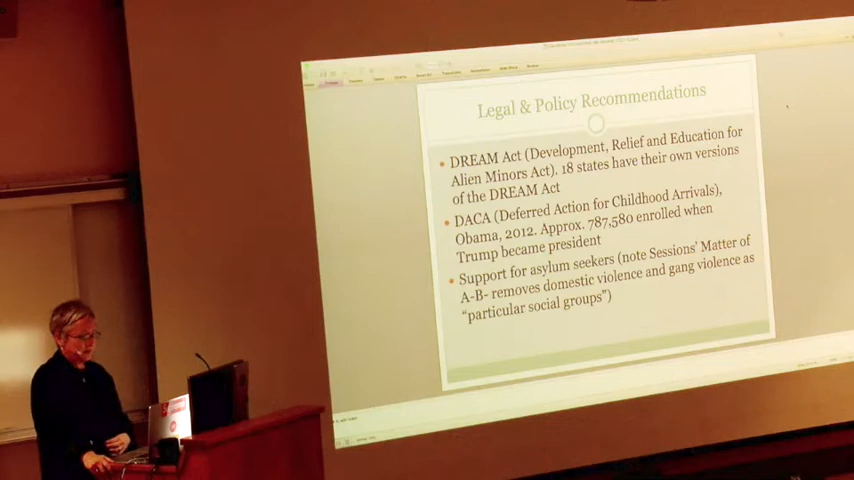 Legal & Policy Recommendations
DREAM Act (Development, Relief and Education for
Alien Minors Act). 18 states have their own versions
of the DREAM Act
DACA (Deferred Action for Childhood Arrivals),
Obama, 2012. Approx. 787,580 enrolled when
Trump became president
Support for asylum seekers (note Sessions' Matter of
A-B- removes domestic violence and gang violence as
"particular social groups")